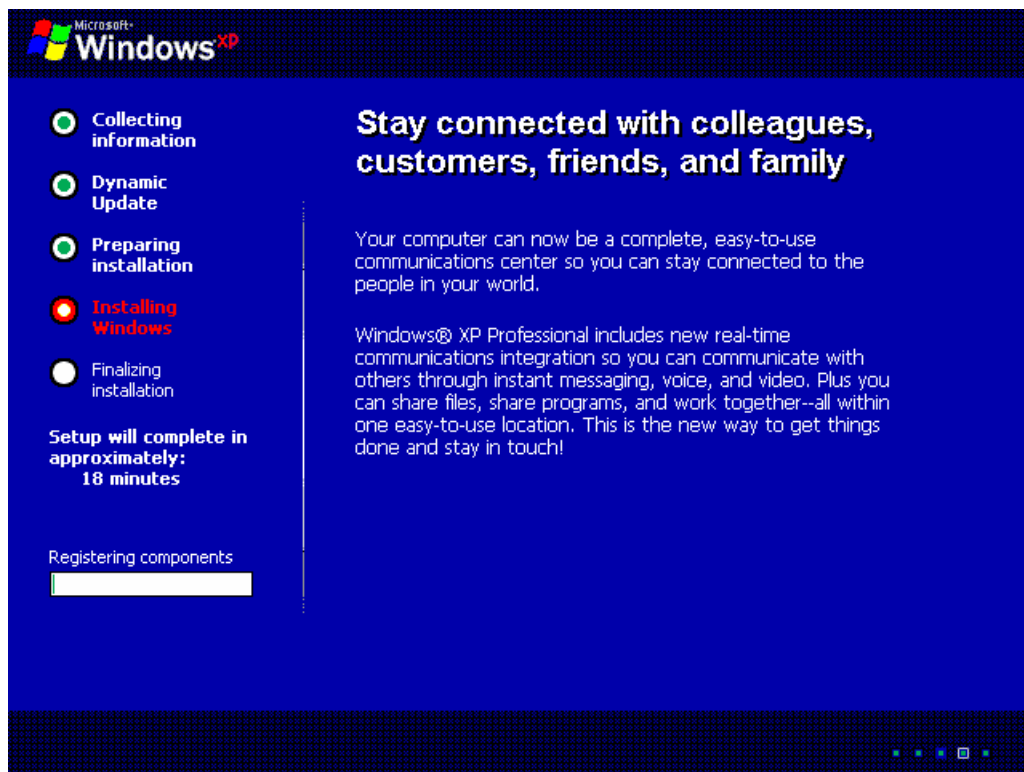 Microsoft®
Windows XP
Collecting
information
Dynamic
Update
Preparing
installation
Installing
Windows
Finalizing
installation
Setup will complete in
approximately:
18 minutes
Registering components
Stay connected with colleagues,
customers, friends, and family
Your computer can now be a complete, easy-to-use
communications center so you can stay connected to the
people in your world.
Windows® XP Professional includes new real-time
communications integration so you can communicate with
others through instant messaging, voice, and video. Plus you
can share files, share programs, and work together--all within
one easy-to-use location. This is the new way to get things
done and stay in touch!